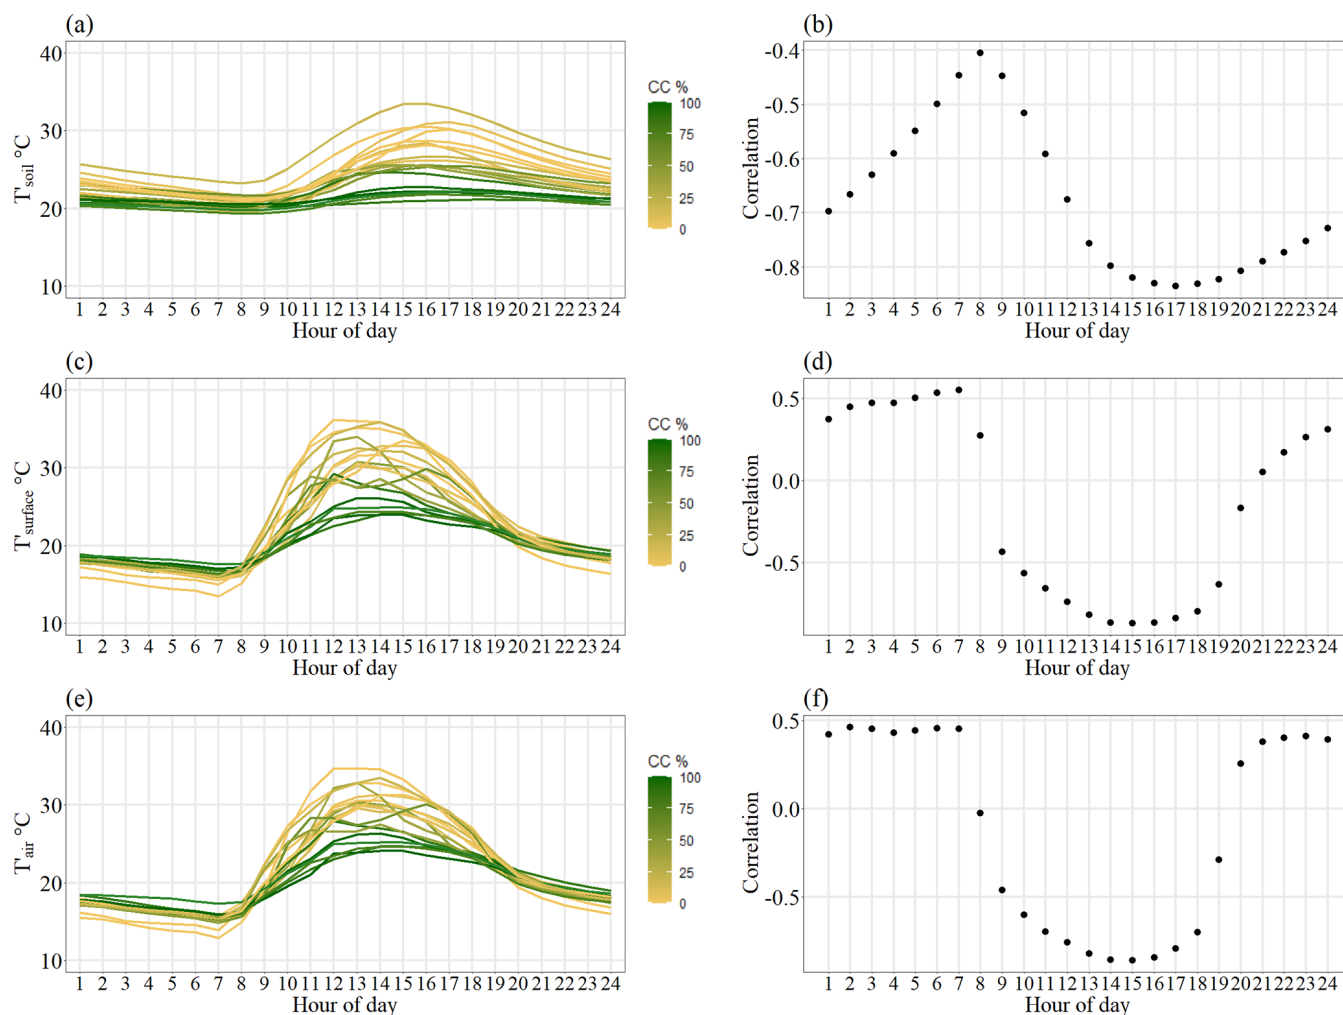 (a)
40
30
20
10
T'soil °C
1 2 3 4 5 6 7 8 9 10 11 12 13 14 15 16 17 18 19 20 21 22 23 24
Hour of day
CC %
100
75
50
25
0
(b)
-0.4
-0.5
-0.6
-0.7
-0.8
Correlation
1 2 3 4 5 6 7 8 9 10 11 12 13 14 15 16 17 18 19 20 21 22 23 24
Hour of day
(c)
40
30
20
10
T'surface °C
1 2 3 4 5 6 7 8 9 10 11 12 13 14 15 16 17 18 19 20 21 22 23 24
Hour of day
CC %
100
75
50
25
0
(d)
0.5
0.0
-0.5
Correlation
1 2 3 4 5 6 7 8 9 10 11 12 13 14 15 16 17 18 19 20 21 22 23 24
Hour of day
(e)
40
30
20
10
T'air °C
1 2 3 4 5 6 7 8 9 10 11 12 13 14 15 16 17 18 19 20 21 22 23 24
Hour of day
CC %
100
75
50
25
0
(f)
0.5
0.0
-0.5
Correlation
1 2 3 4 5 6 7 8 9 10 11 12 13 14 15 16 17 18 19 20 21 22 23 24
Hour of day